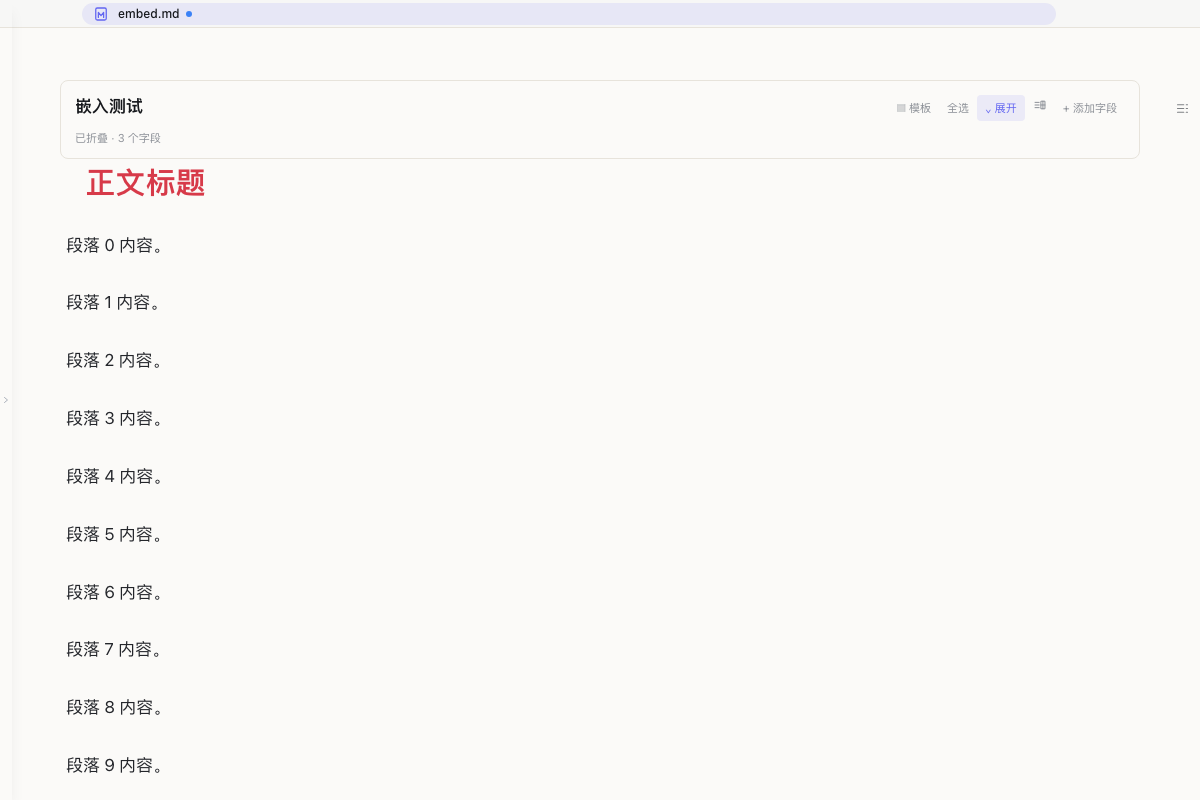 embed.md
嵌入测试
模板 全选 展开 + 添加字段
已折叠 · 3 个字段
正文标题
段落 0 内容。
段落 1 内容。
段落 2 内容。
段落 3 内容。
段落 4 内容。
段落 5 内容。
段落 6 内容。
段落 7 内容。
段落 8 内容。
段落 9 内容。